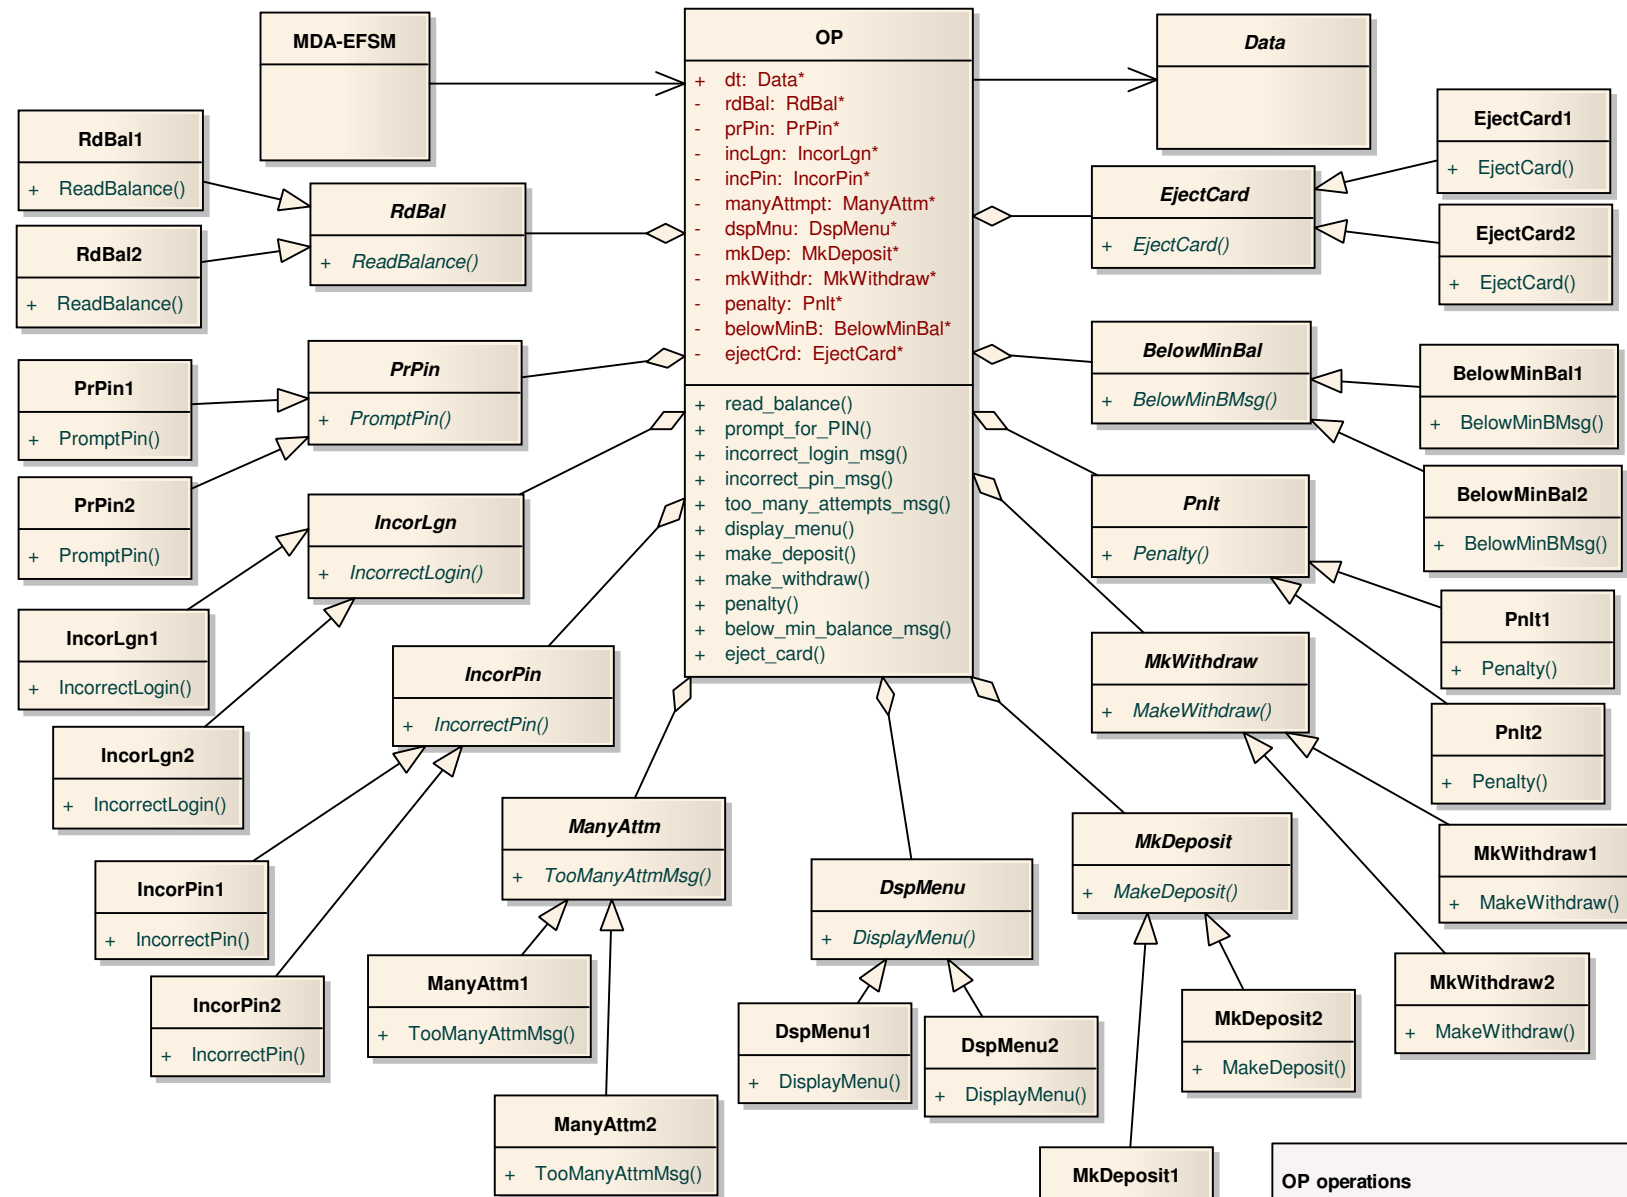 MDA-EFSM
OP
+ dt: Data*
- rdBal: RdBal*
- prPin: PrPin*
- incLgn: IncorLgn*
- incPin: IncorPin*
- manyAttmpt: ManyAttm*
- dspMnu: DspMenu*
- mkDep: MkDeposit*
- mkWithdr: MkWithdraw*
- penalty: Pnlt*
- belowMinB: BelowMinBal*
- ejectCrd: EjectCard*
+ read_balance()
+ prompt_for_PIN()
+ incorrect_login_msg()
+ incorrect_pin_msg()
+ too_many_attempts_msg()
+ display_menu()
+ make_deposit()
+ make_withdraw()
+ penalty()
+ below_min_balance_msg()
+ eject_card()
Data
RdBal1
+ ReadBalance()
RdBal2
+ ReadBalance()
RdBal
+ ReadBalance()
PrPin1
+ PromptPin()
PrPin2
+ PromptPin()
PrPin
+ PromptPin()
IncorLgn
+ IncorrectLogin()
IncorLgn1
+ IncorrectLogin()
IncorLgn2
+ IncorrectLogin()
IncorPin
+ IncorrectPin()
IncorPin1
+ IncorrectPin()
IncorPin2
+ IncorrectPin()
ManyAttm
+ TooManyAttmMsg()
ManyAttm1
+ TooManyAttmMsg()
ManyAttm2
+ TooManyAttmMsg()
DspMenu
+ DisplayMenu()
DspMenu1
+ DisplayMenu()
DspMenu2
+ DisplayMenu()
EjectCard
+ EjectCard()
EjectCard1
+ EjectCard()
EjectCard2
+ EjectCard()
BelowMinBal
+ BelowMinBMsg()
BelowMinBal1
+ BelowMinBMsg()
BelowMinBal2
+ BelowMinBMsg()
Pnlt
+ Penalty()
Pnlt1
+ Penalty()
Pnlt2
+ Penalty()
MkWithdraw
+ MakeWithdraw()
MkWithdraw1
+ MakeWithdraw()
MkWithdraw2
+ MakeWithdraw()
MkDeposit
+ MakeDeposit()
MkDeposit2
+ MakeDeposit()
MkDeposit1
OP operations